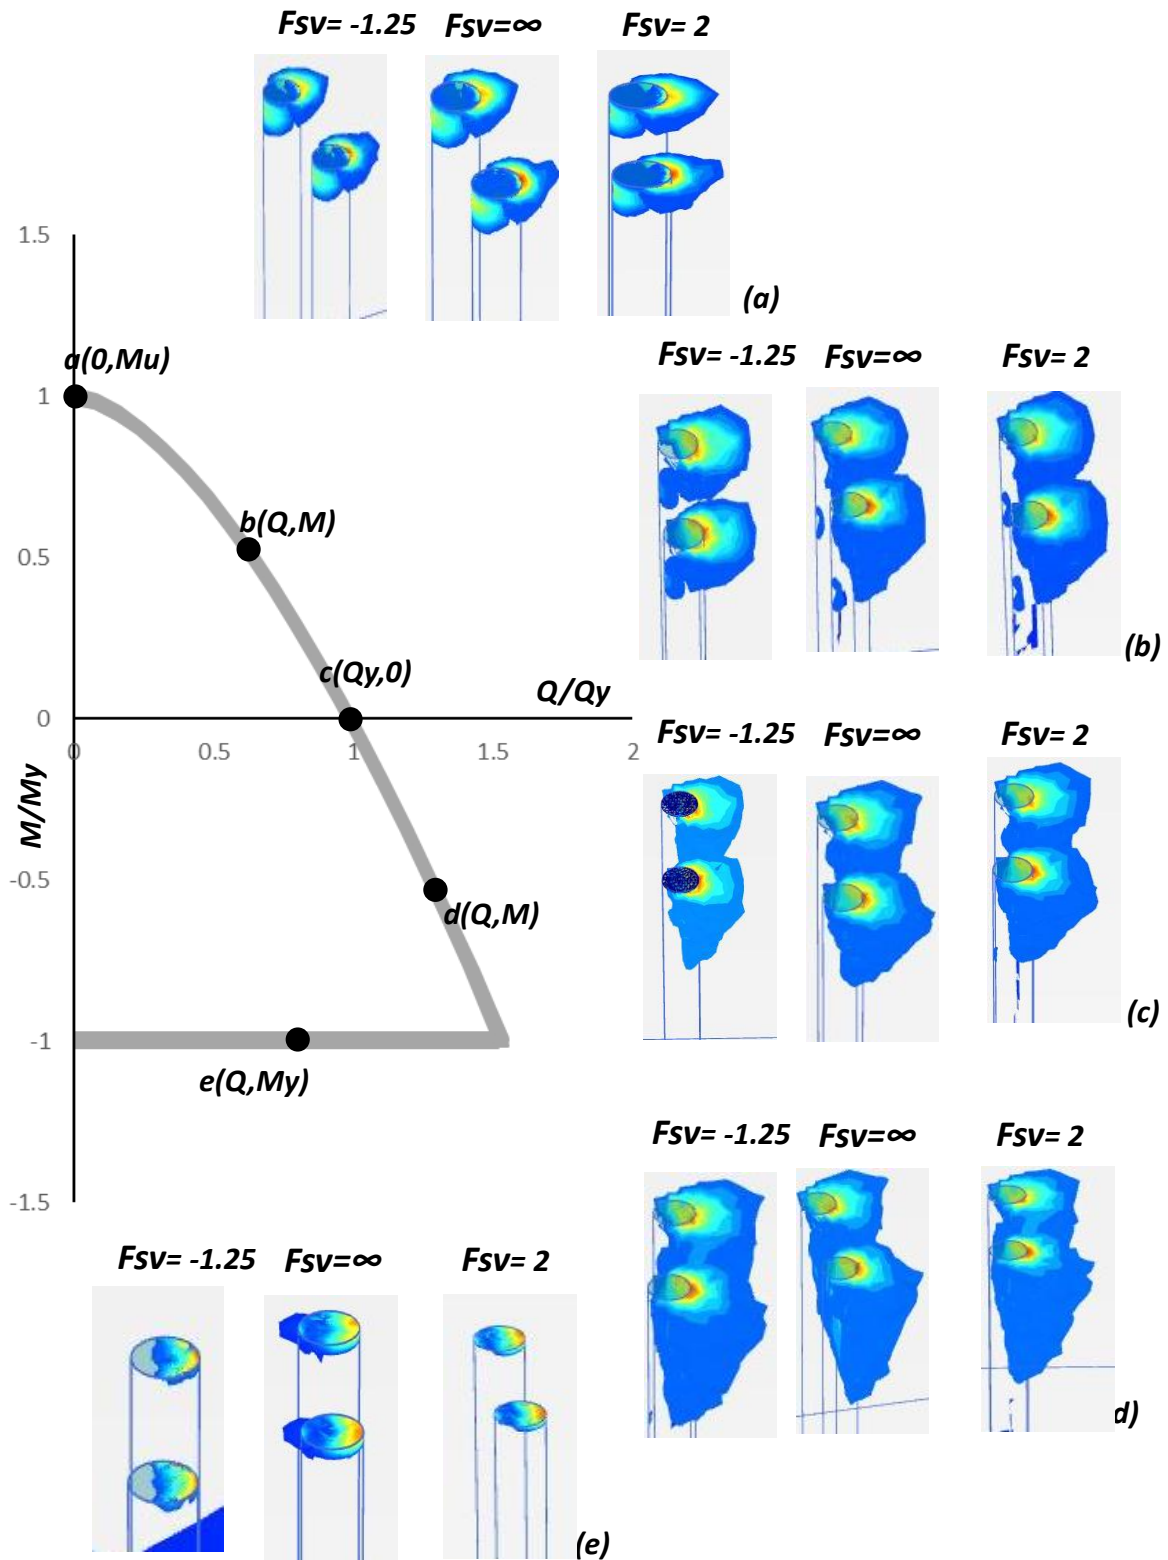 Fsv= -1.25 Fsv=∞ Fsv= 2
(a)
1.5
a(0,Mu)
1
Fsv= -1.25 Fsv=∞ Fsv= 2
b(Q,M)
0.5
(b)
c(Qy,0)
Q/Qy
0
0 0.5 1 1.5 2
M/My
Fsv= -1.25 Fsv=∞ Fsv= 2
-0.5
d(Q,M)
(c)
-1
e(Q,My)
Fsv= -1.25 Fsv=∞ Fsv= 2
-1.5
d)
Fsv= -1.25 Fsv=∞ Fsv= 2
(e)